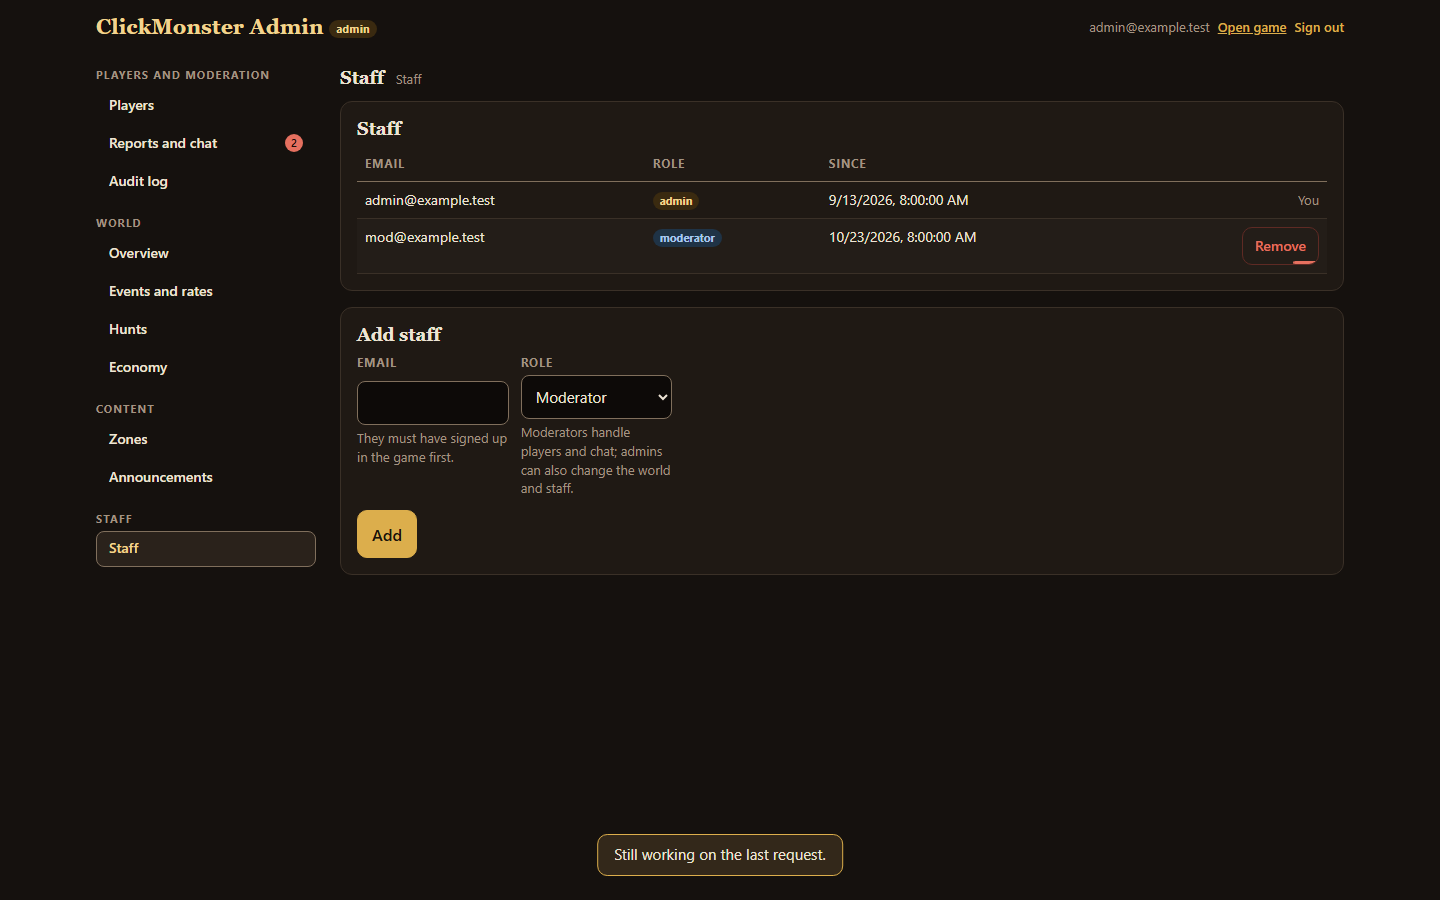 ClickMonster Admin admin
admin@example.test Open game Sign out
PLAYERS AND MODERATION
Players
Reports and chat 2
Audit log
WORLD
Overview
Events and rates
Hunts
Economy
CONTENT
Zones
Announcements
STAFF
Staff
Staff Staff
Staff
EMAIL ROLE SINCE
admin@example.test admin 9/13/2026, 8:00:00 AM You
mod@example.test moderator 10/23/2026, 8:00:00 AM Remove
Add staff
EMAIL
They must have signed up
in the game first.
ROLE
Moderator
Moderators handle
players and chat; admins
can also change the world
and staff.
Add
Still working on the last request.